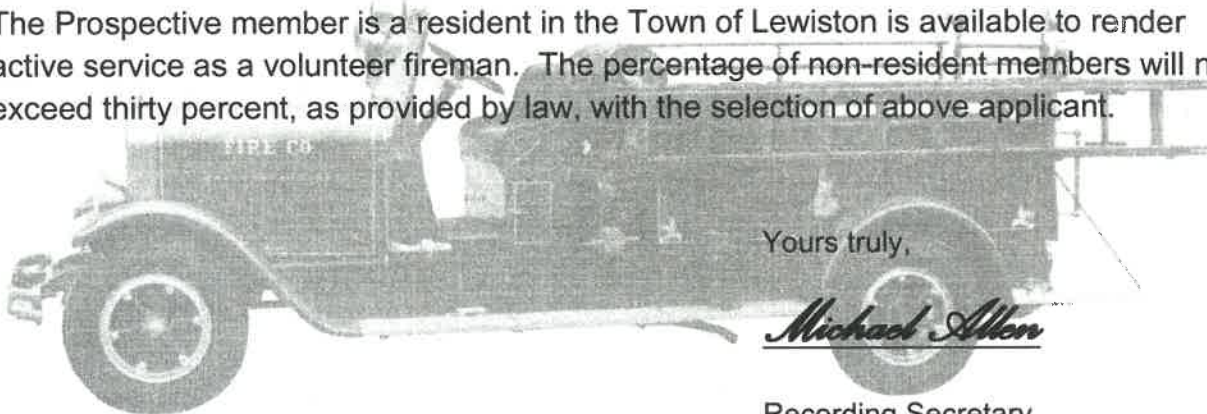 The Prospective member is a resident in the Town of Lewiston is available to render
active service as a volunteer fireman. The percentage of non-resident members will
exceed thirty percent, as provided by law, with the selection of above applicant.
FIRE CO.
Yours truly,
Michael Allen
Recording Secretary